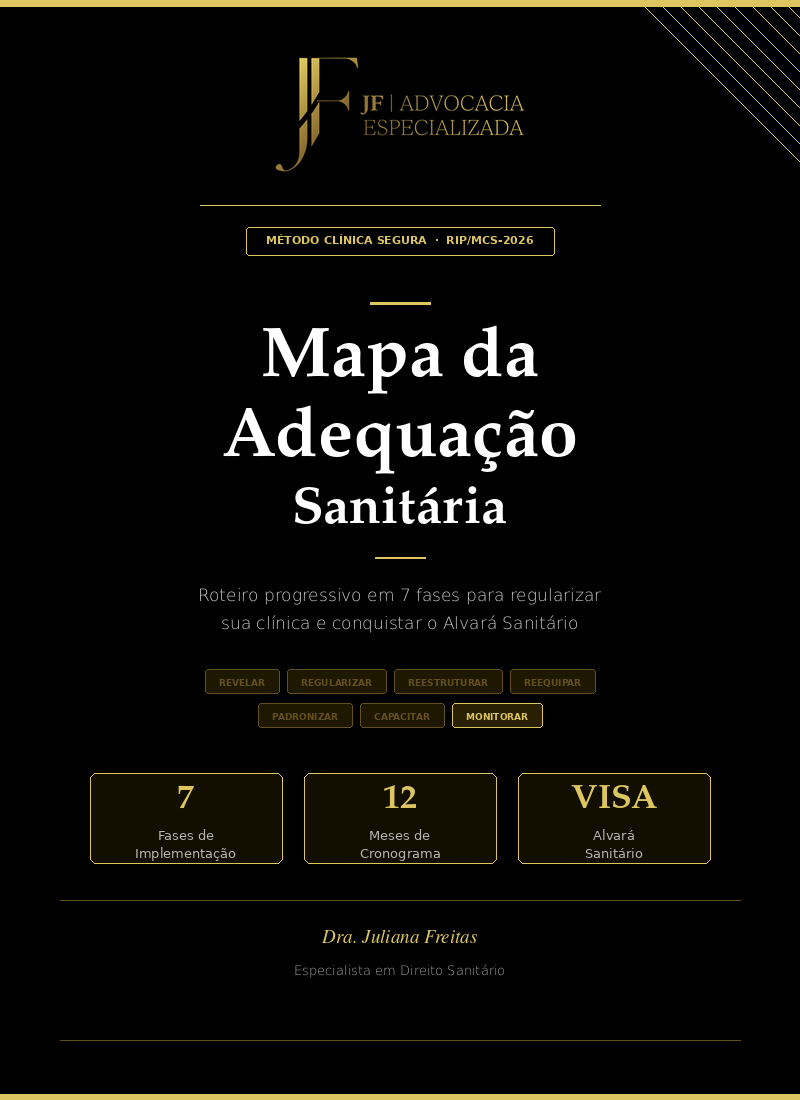 JF | ADVOCACIA
ESPECIALIZADA
MÉTODO CLÍNICA SEGURA · RIP/MCS-2026
Mapa da
Adequação
Sanitária
Roteiro progressivo em 7 fases para regularizar
sua clínica e conquistar o Alvará Sanitário
REVELAR REGULARIZAR REESTRUTURAR REEQUIPAR
PADRONIZAR CAPACITAR MONITORAR
7 12 VISA
Fases de Meses de Alvará
Implementação Cronograma Sanitário
Dra. Juliana Freitas
Especialista em Direito Sanitário